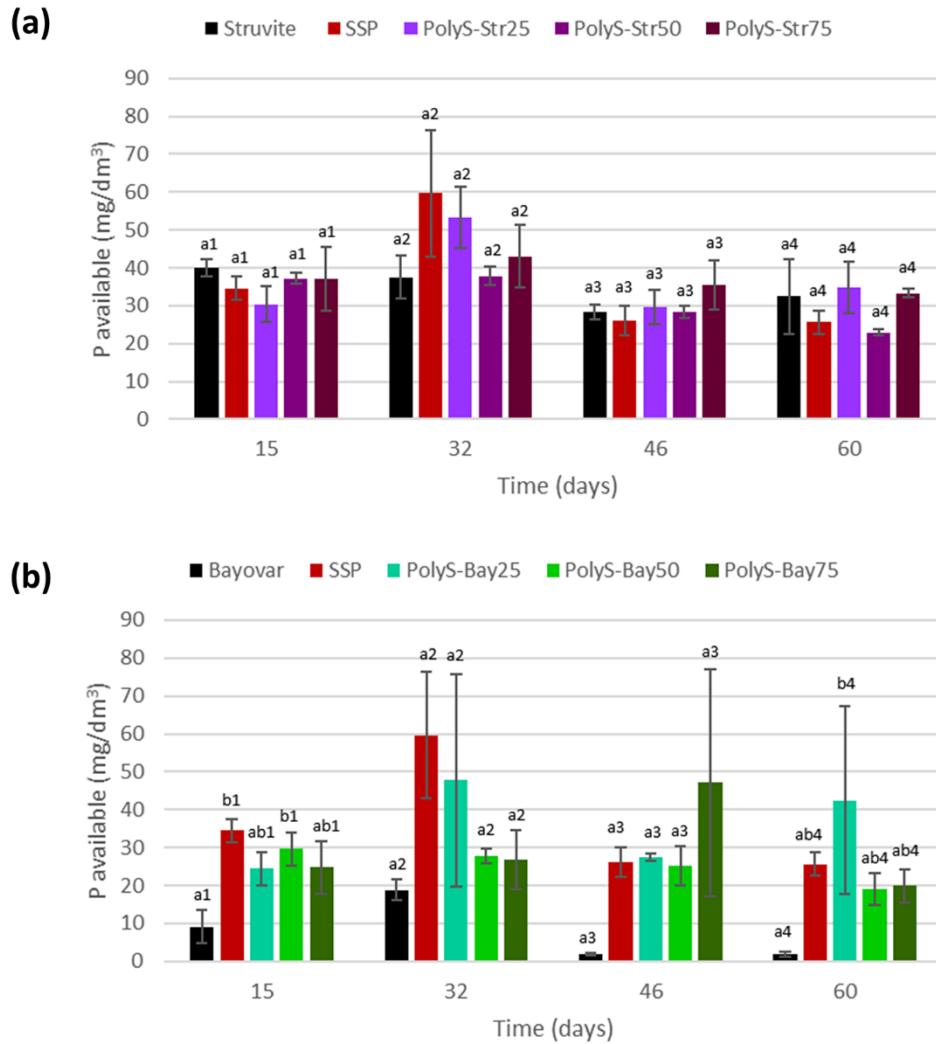 (a)
Struvite SSP PolyS-Str25 PolyS-Str50 PolyS-Str75
P available (mg/dm³)
90
80
70
60
50
40
30
20
10
0
a1 a1 a1 a1 a1
a2 a2 a2 a2 a2
a3 a3 a3 a3 a3
a4 a4 a4 a4 a4
15 32 46 60
Time (days)
(b)
Bayovar SSP PolyS-Bay25 PolyS-Bay50 PolyS-Bay75
P available (mg/dm³)
90
80
70
60
50
40
30
20
10
0
a1 b1 ab1 b1 ab1
a2 a2 a2 a2 a2
a3 a3 a3 a3 a3
a4 ab4 b4 ab4 ab4
15 32 46 60
Time (days)